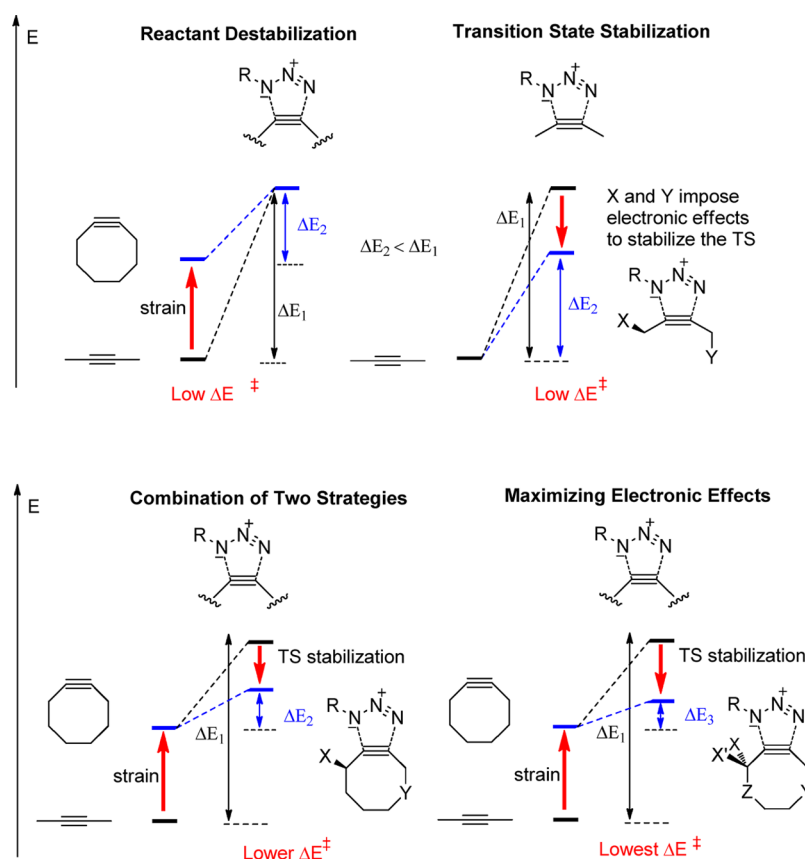 E
Reactant Destabilization
Transition State Stabilization
R
N
N
+
N
N
+
R
N
N
ΔE₂
strain
ΔE₁
Low ΔE ‡
ΔE₂ < ΔE₁
ΔE₁
ΔE₂
Low ΔE‡
X and Y impose
electronic effects
to stabilize the TS
R
N
N
+
N
X
Y
E
Combination of Two Strategies
Maximizing Electronic Effects
R
N
N
+
N
R
N
N
+
N
TS stabilization
strain
ΔE₁
ΔE₂
R
N
N
+
N
X
Y
Lower ΔE‡
TS stabilization
strain
ΔE₁
ΔE₃
R
N
N
+
N
X
X'
Z
Y
Lowest ΔE‡